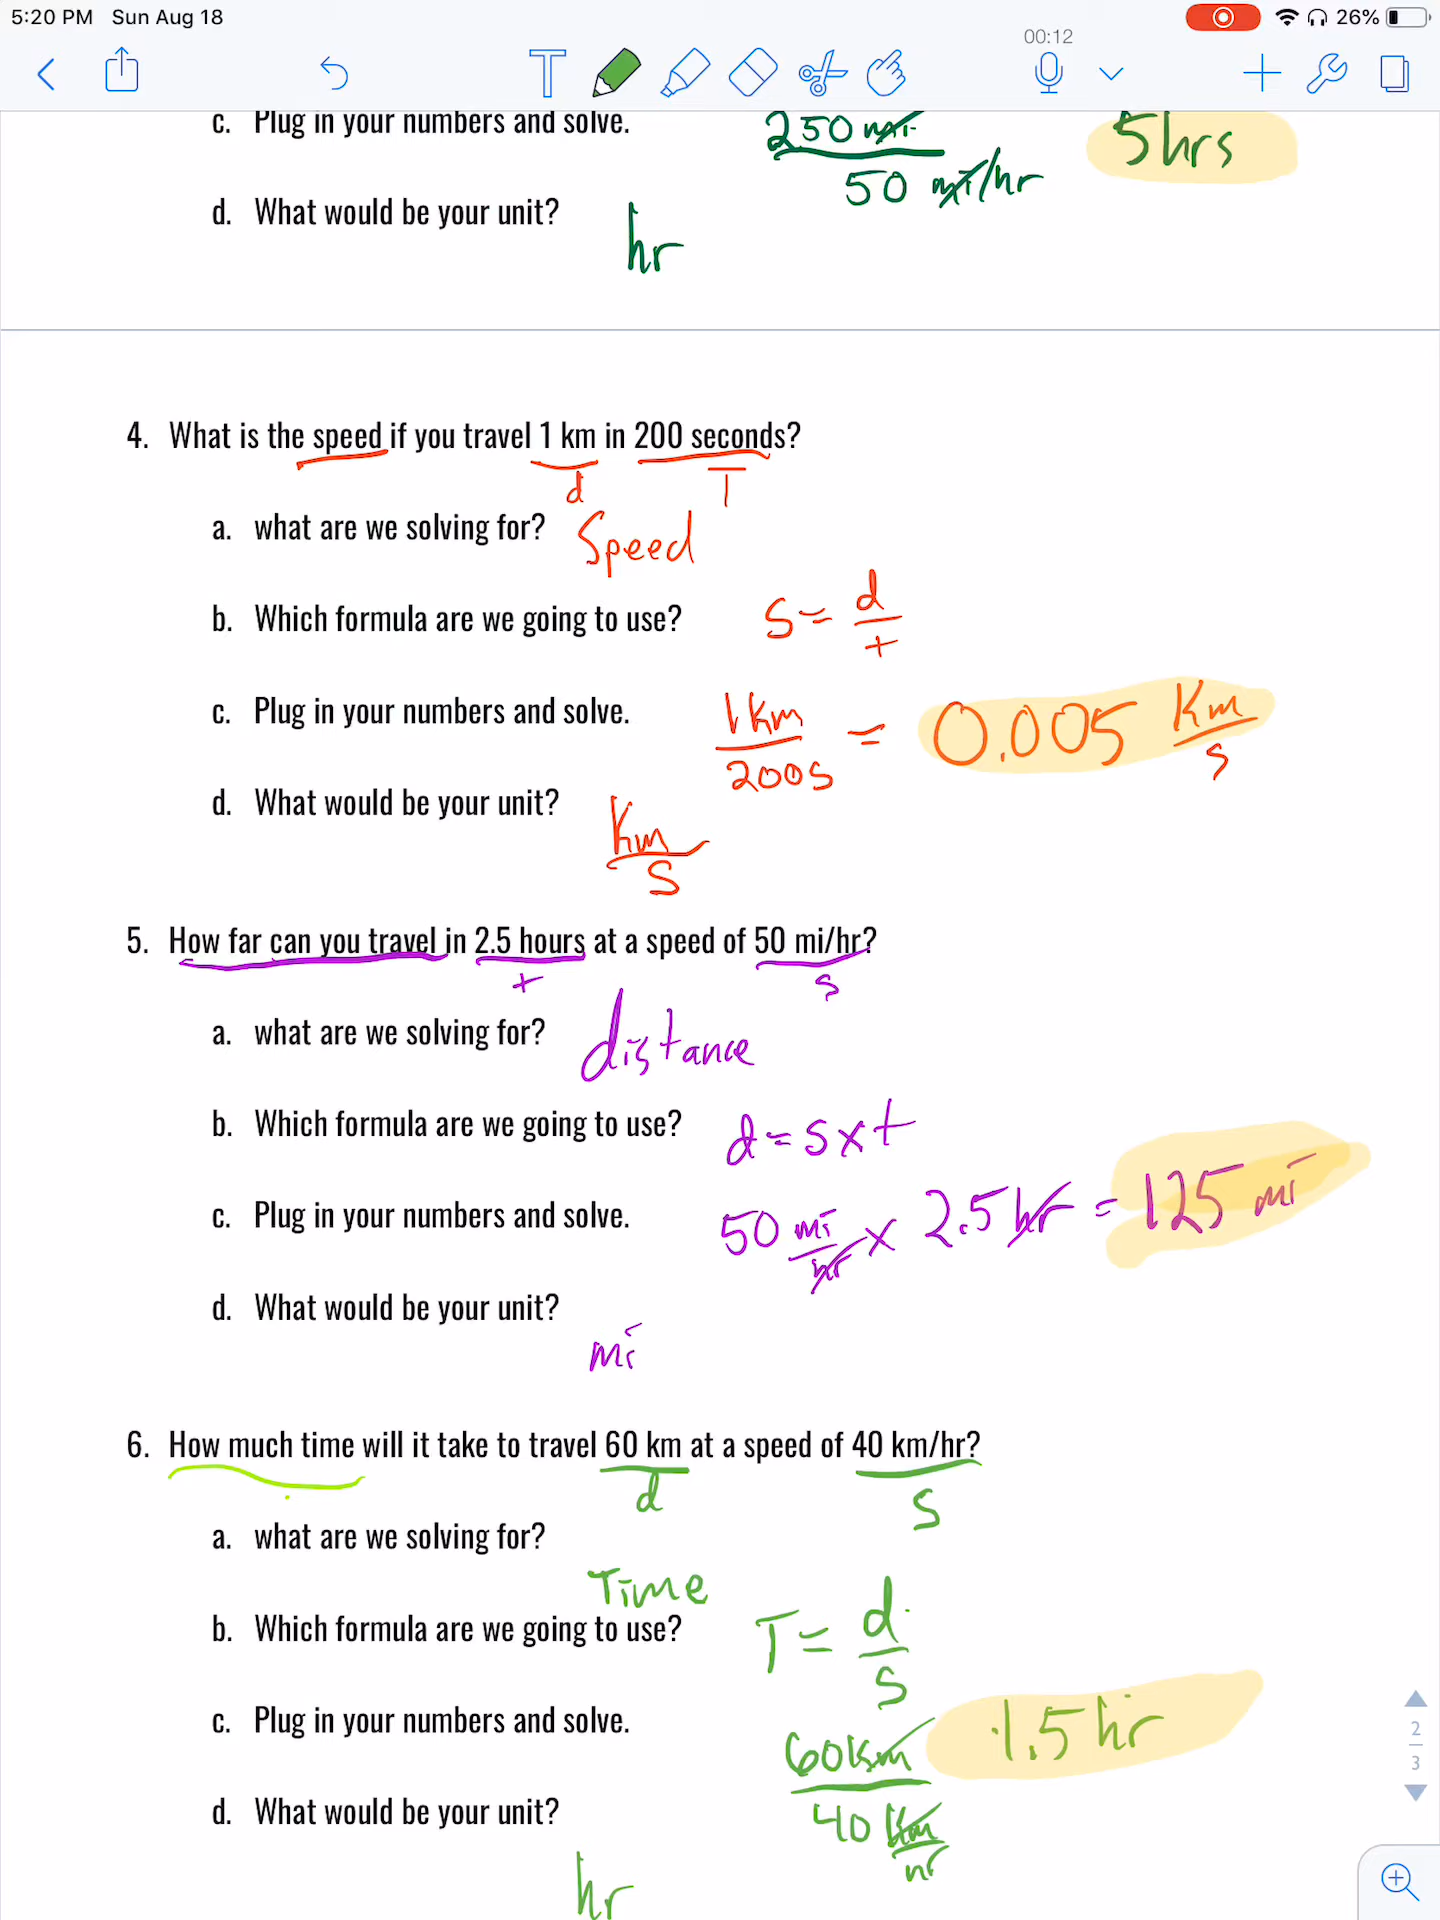 5:20 PM Sun Aug 18
26%
00:12
c. Plug in your numbers and solve.
250 mi
50 mi/hr
5hrs
d. What would be your unit?
hr
4. What is the speed if you travel 1 km in 200 seconds?
d T
a. what are we solving for? Speed
b. Which formula are we going to use? s = d/t
c. Plug in your numbers and solve. 1 km/200s = 0.005 Km/s
d. What would be your unit? Km/s
5. How far can you travel in 2.5 hours at a speed of 50 mi/hr?
t s
a. what are we solving for? distance
b. Which formula are we going to use? d = s x t
c. Plug in your numbers and solve. 50 mi/hr x 2.5 hr = 125 mi
d. What would be your unit?
mi
6. How much time will it take to travel 60 km at a speed of 40 km/hr?
d s
a. what are we solving for?
Time
b. Which formula are we going to use? T = d/s
c. Plug in your numbers and solve. 60 Km/40 Km/hr 1.5 hr
d. What would be your unit?
hr
2
3